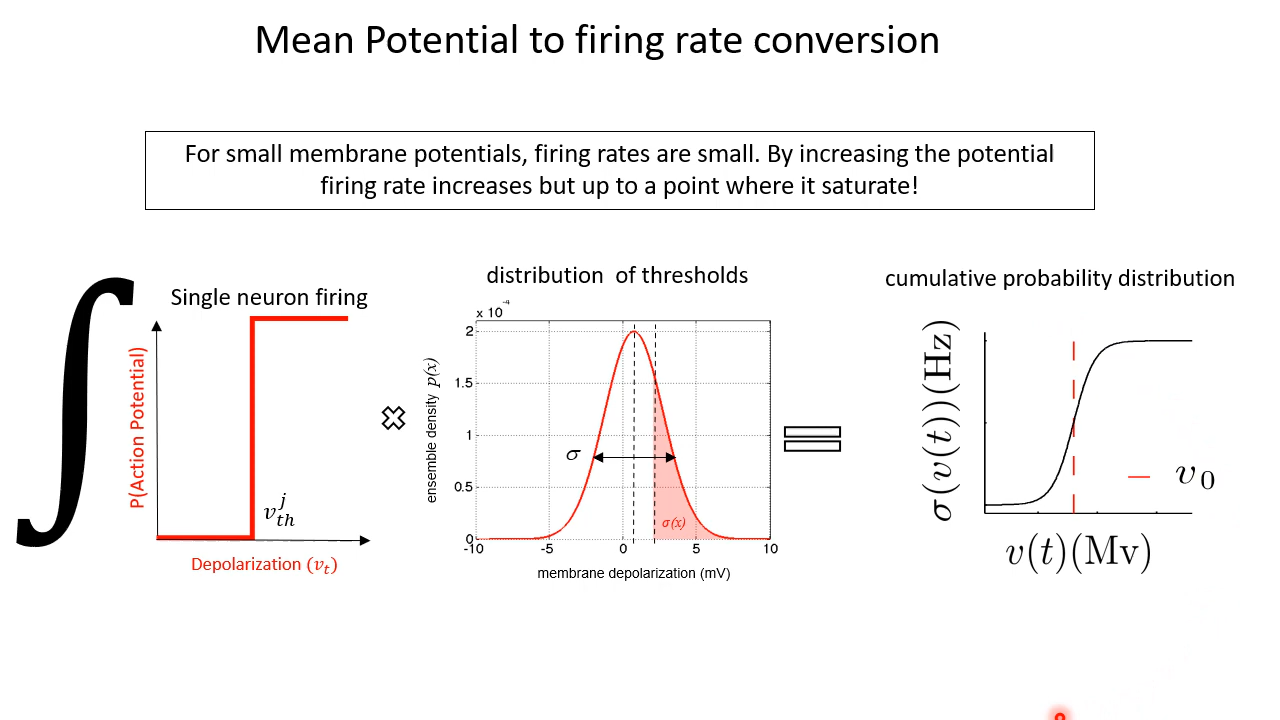 Mean Potential to firing rate conversion
For small membrane potentials, firing rates are small. By increasing the potential
firing rate increases but up to a point where it saturate!
∫
Single neuron firing
P(Action Potential)
v_{th}^{j}
Depolarization (v_t)
distribution of thresholds
x 10^{-4}
2
1.5
1
0.5
0
ensemble density p(x)
σ
σ(x)
-10 -5 0 5 10
membrane depolarization (mV)
cumulative probability distribution
σ(v(t))(Hz)
v_0
v(t)(Mv)